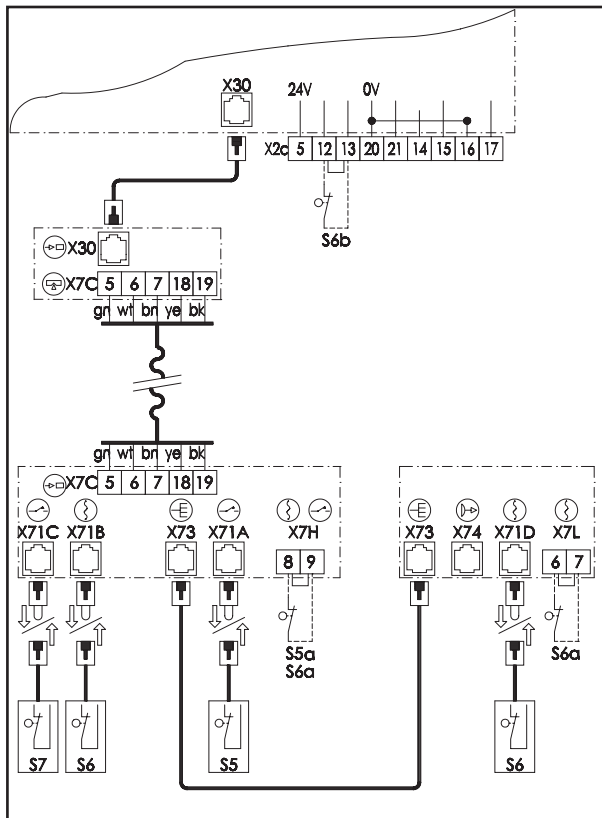 X30
24V 0V
X2c 5 12 13 20 21 14 15 16 17
S6b
X30
X7C 5 6 7 18 19
gn wt bn ye bk
gn wt bn ye bk
X7C 5 6 7 18 19
X71C X71B X73 X71A X7H X73 X74 X71D X7L
8 9 6 7
S5a S6a
S6a
S7 S6 S5 S6